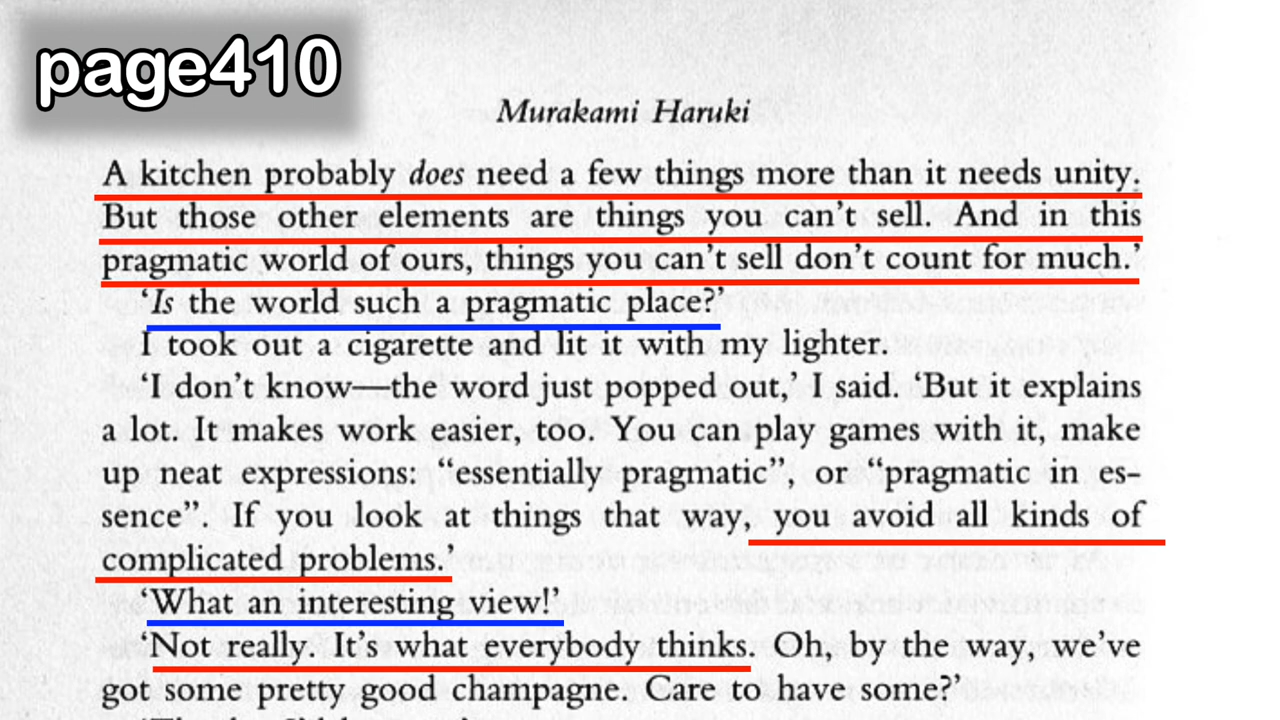 page410
Murakami Haruki
A kitchen probably does need a few things more than it needs unity.
But those other elements are things you can't sell. And in this
pragmatic world of ours, things you can't sell don't count for much.’
‘Is the world such a pragmatic place?’
I took out a cigarette and lit it with my lighter.
‘I don't know—the word just popped out,’ I said. ‘But it explains
a lot. It makes work easier, too. You can play games with it, make
up neat expressions: “essentially pragmatic”, or “pragmatic in es-
sence”. If you look at things that way, you avoid all kinds of
complicated problems.’
‘What an interesting view!’
‘Not really. It's what everybody thinks. Oh, by the way, we've
got some pretty good champagne. Care to have some?’